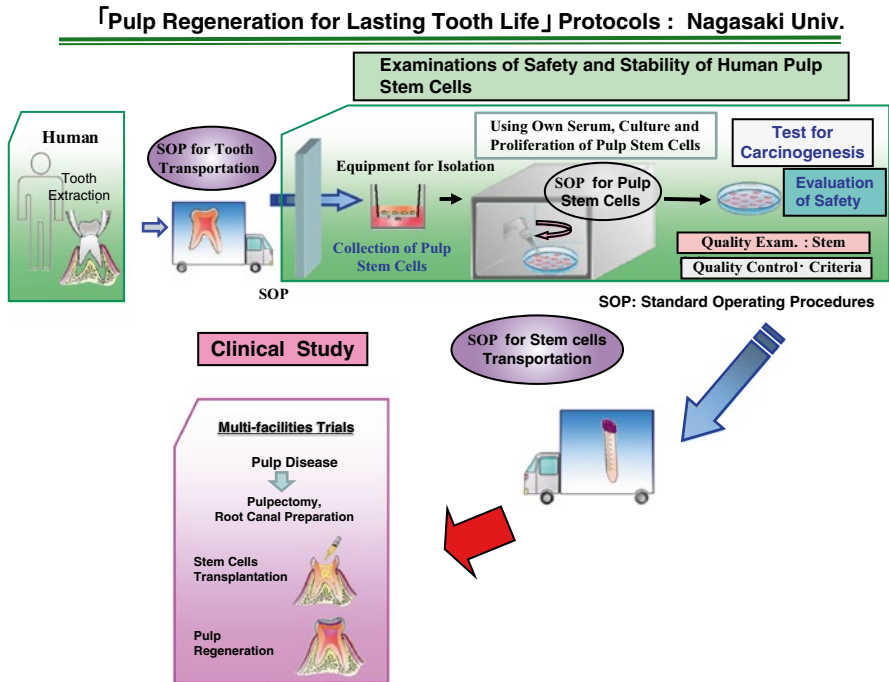 「Pulp Regeneration for Lasting Tooth Life」 Protocols : Nagasaki Univ.
Examinations of Safety and Stability of Human Pulp
Stem Cells
Human
Tooth
Extraction
SOP for Tooth
Transportation
SOP
Equipment for Isolation
Collection of Pulp
Stem Cells
Using Own Serum, Culture and
Proliferation of Pulp Stem Cells
SOP for Pulp
Stem Cells
Test for
Carcinogenesis
Evaluation
of Safety
Quality Exam. : Stem
Quality Control・Criteria
SOP: Standard Operating Procedures
SOP for Stem cells
Transportation
Clinical Study
Multi-facilities Trials
Pulp Disease
Pulpectomy,
Root Canal Preparation
Stem Cells
Transplantation
Pulp
Regeneration